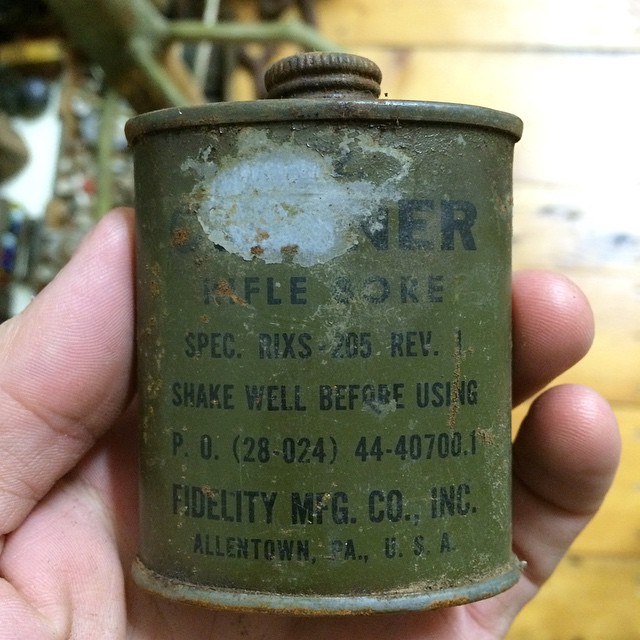 C NER
RIFLE BORE
SPEC. RIXS-205 REV. 1
SHAKE WELL BEFORE USING
P. O. (28-024) 44-40700.1
FIDELITY MFG. CO., INC.
ALLENTOWN, PA., U. S. A.